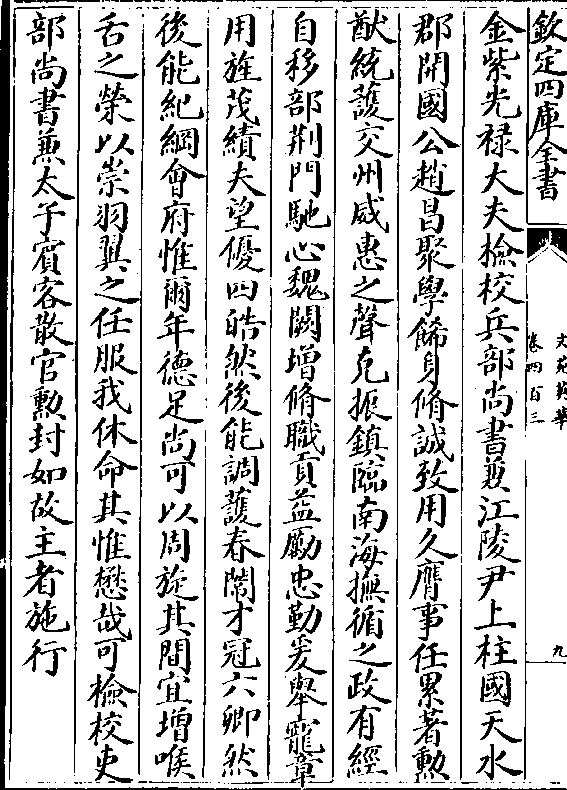 欽定四庫全書
文苑英華
卷四百三
九
金紫光禄大夫檢校兵部尚書兼江陵尹上柱國天水
郡開國公趙昌聚學餙身脩誠致用久膺事任累著勲
猷統護交州威惠之聲克振鎮臨南海撫循之政有經
自移部荆門馳心魏闕增脩職貢益勵忠勤爰舉寵章
用旌茂績夫望優四皓然後能調護春闈才冠六卿然
後能紀綱會府惟爾年德足尚可以周旋其間宜增喉
舌之榮以崇羽翼之任服我休命其惟懋哉可檢校吏
部尚書兼太子賓客散官勲封如故主者施行